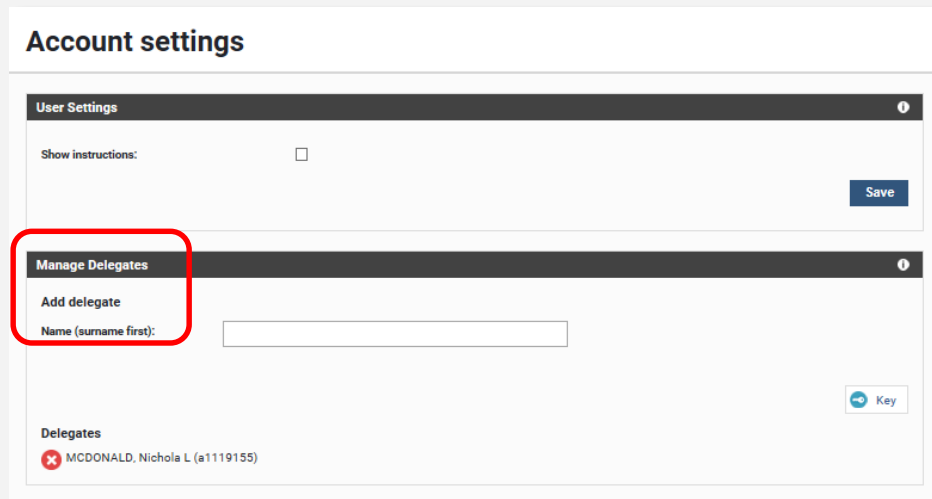 Account settings
User Settings
Show instructions:
Save
Manage Delegates
Add delegate
Name (surname first):
Key
Delegates
MCDONALD, Nichola L (a1119155)